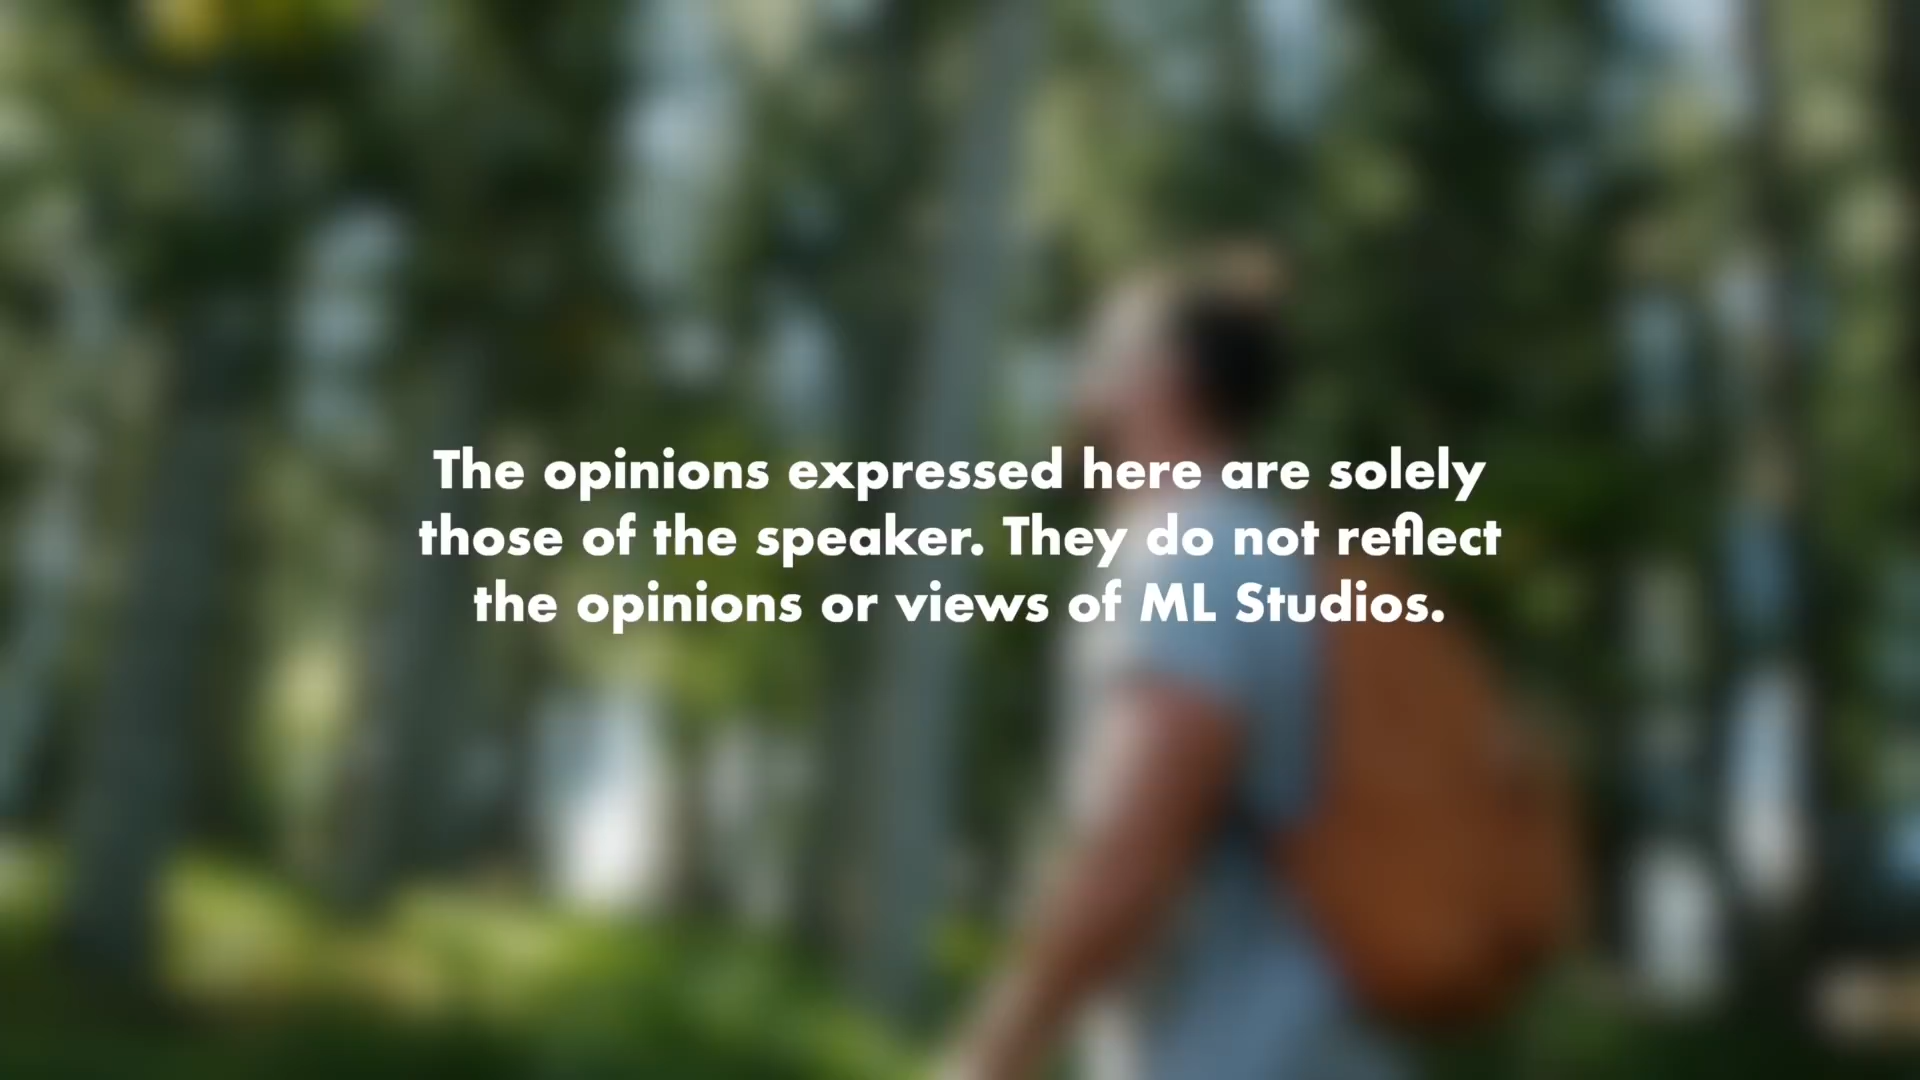 The opinions expressed here are solely
those of the speaker. They do not reflect
the opinions or views of ML Studios.